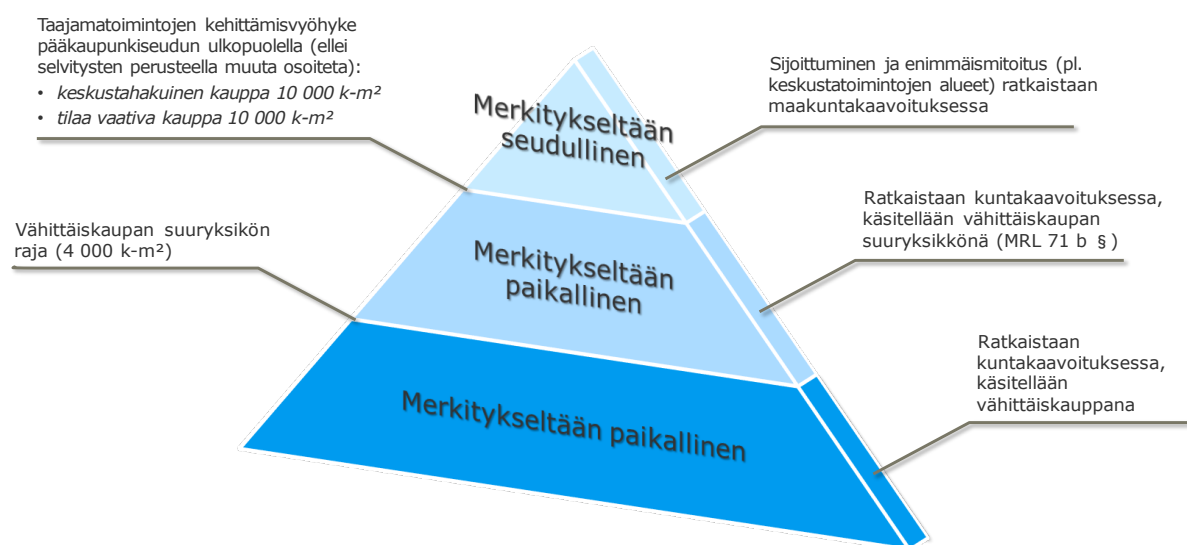 Taajamatoimintojen kehittämisvyöhyke
pääkaupunkiseudun ulkopuolella (ellei
selvitysten perusteella muuta osoiteta):
• keskustahakuinen kauppa 10 000 k-m²
• tilaa vaativa kauppa 10 000 k-m²
Sijoittuminen ja enimmäismitoitus (pl.
keskustatoimintojen alueet) ratkaistaan
maakuntakaavoituksessa
Merkitykseltään
seudullinen
Vähittäiskaupan suuryksikön
raja (4 000 k-m²)
Ratkaistaan kuntakaavoituksessa,
käsitellään vähittäiskaupan
suuryksikkönä (MRL 71 b §)
Merkitykseltään
paikallinen
Ratkaistaan
kuntakaavoituksessa,
käsitellään
vähittäiskauppana
Merkitykseltään paikallinen